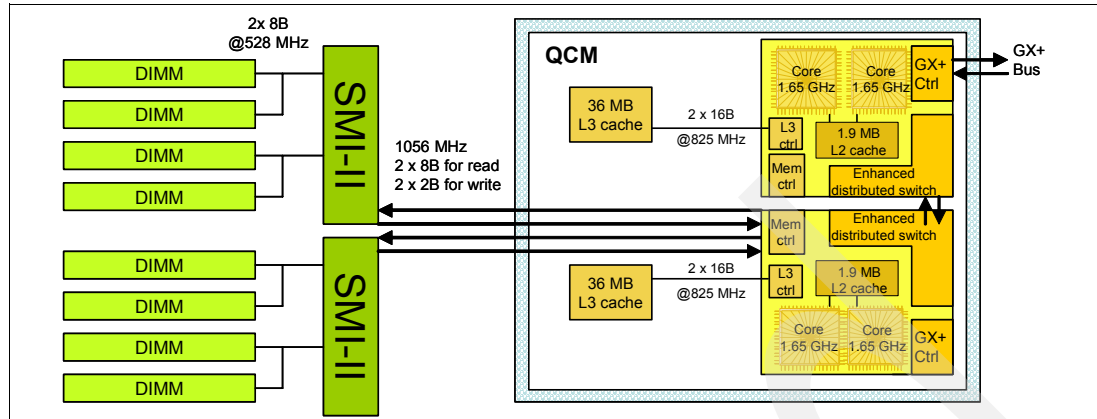 2x 8B
@528 MHz
DIMM
DIMM
DIMM
DIMM
SMI-II
DIMM
DIMM
DIMM
DIMM
SMI-II
1056 MHz
2 x 8B for read
2 x 2B for write
QCM
36 MB
L3 cache
2 x 16B
@825 MHz
Core
1.65 GHz
Core
1.65 GHz
GX+
Ctrl
GX+
Bus
L3
ctrl
1.9 MB
L2 cache
Mem
ctrl
Enhanced
distributed switch
Mem
ctrl
Enhanced
distributed switch
36 MB
L3 cache
2 x 16B
@825 MHz
L3
ctrl
1.9 MB
L2 cache
Core
1.65 GHz
Core
1.65 GHz
GX+
Ctrl